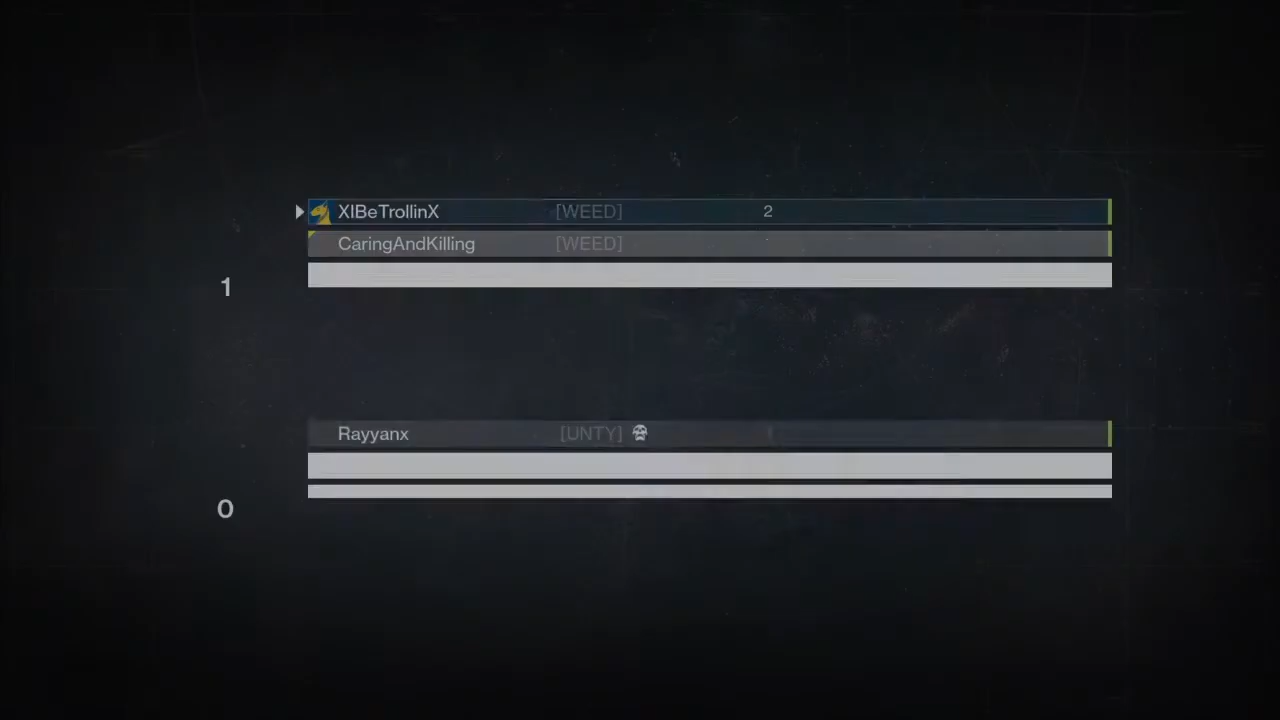 XIBeTrollinX [WEED] 2
CaringAndKilling [WEED]
1
Rayyanx [UNTY]
0